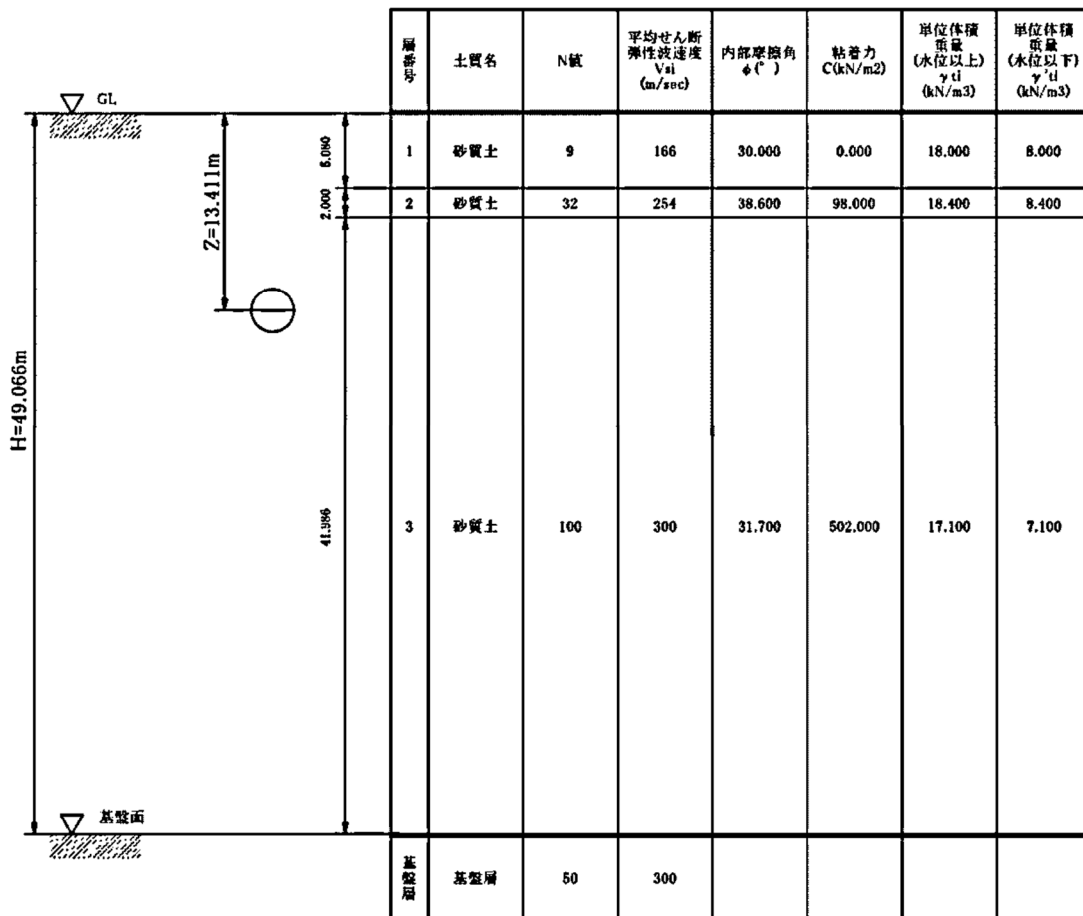 層
番
号
土質名
N値
平均せん断
弾性波速度
Vsi
(m/sec)
内部摩擦角
φ(°)
粘着力
C(kN/m2)
単位体積
重量
(水位以上)
γti
(kN/m3)
単位体積
重量
(水位以下)
γ'ti
(kN/m3)
GL
H=49.066m
Z=13.411m
5.080
1 砂質土 9 166 30.000 0.000 18.000 8.000
2.000
2 砂質土 32 254 38.600 98.000 18.400 8.400
41.986
3 砂質土 100 300 31.700 502.000 17.100 7.100
基盤面
基
盤
層
基盤層 50 300